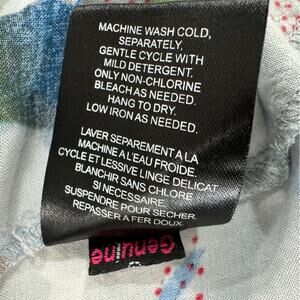 MACHINE WASH COLD,
SEPARATELY.
GENTLE CYCLE WITH
MILD DETERGENT.
ONLY NON-CHLORINE
BLEACH AS NEEDED.
HANG TO DRY.
LOW IRON AS NEEDED.
LAVER SEPAREMENT A LA
MACHINE A L'EAU FROIDE.
CYCLE ET LESSIVE LINGE DELICAT
BLANCHIR SANS CHLORE
SI NECESSAIRE.
SUSPENDRE POUR SECHER.
REPASSER A FER DOUX.
Genuine